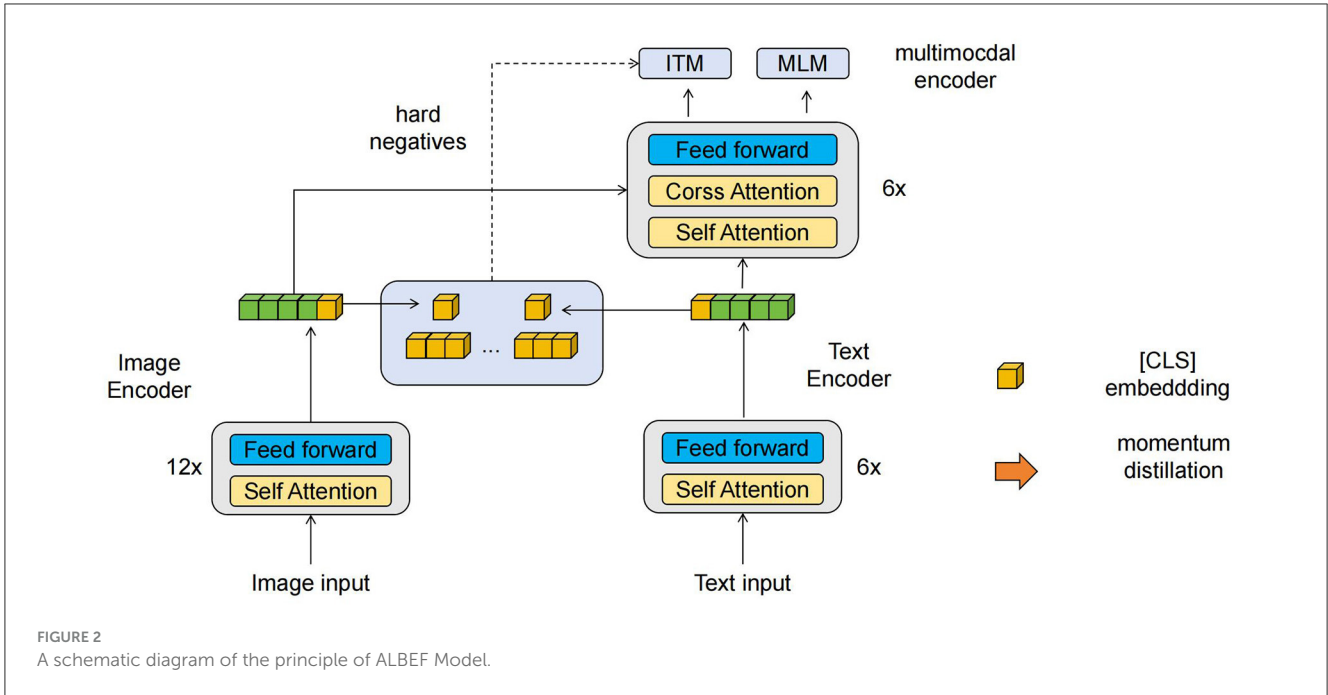 ITM
MLM
multimocdal
encoder
hard
negatives
Feed forward
Corss Attention
Self Attention
6x
...
Image
Encoder
Text
Encoder
[CLS]
embeddding
12x
Feed forward
Self Attention
Feed forward
Self Attention
6x
momentum
distillation
Image input
Text input
FIGURE 2
A schematic diagram of the principle of ALBEF Model.